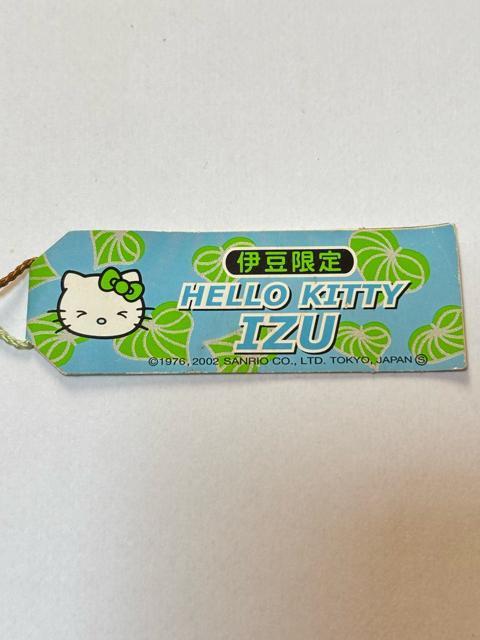 伊豆限定
HELLO KITTY
IZU
©1976, 2002 SANRIO CO., LTD. TOKYO, JAPAN Ⓢ